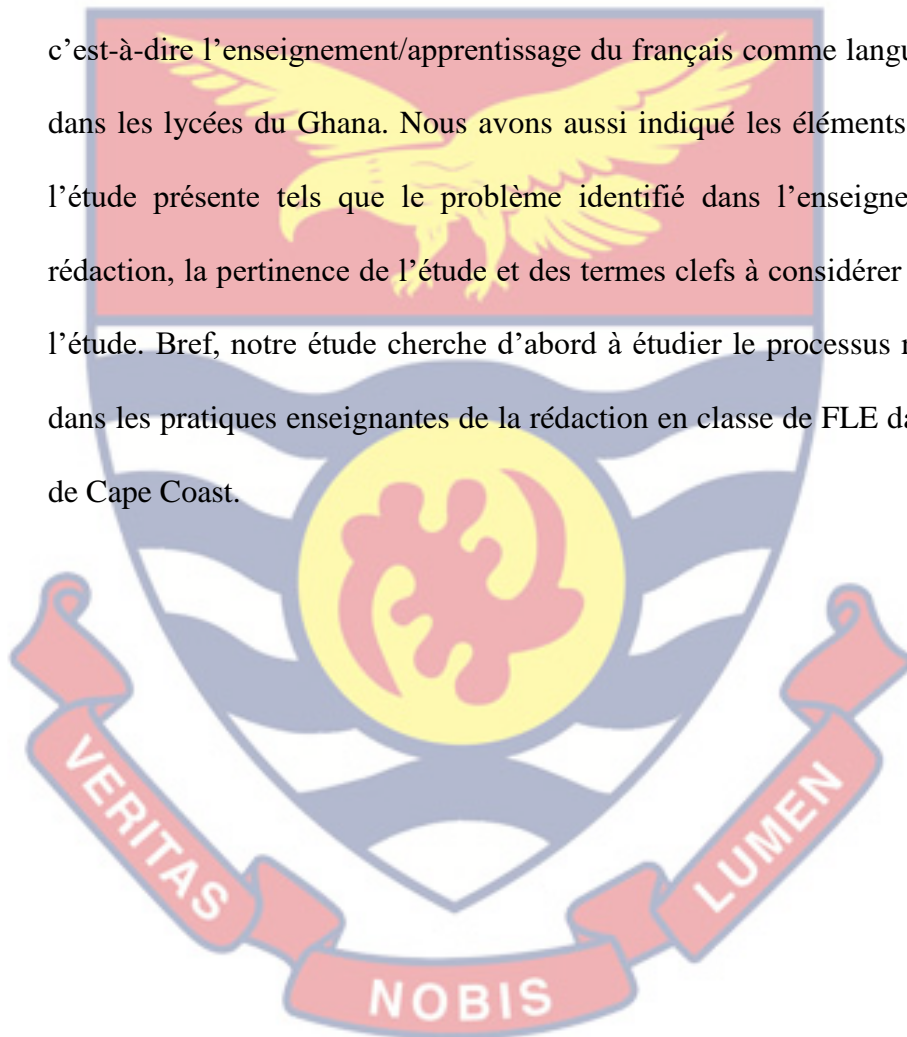 c’est-à-dire l’enseignement/apprentissage du français comme langu
dans les lycées du Ghana. Nous avons aussi indiqué les éléments
l’étude présente tels que le problème identifié dans l’enseigne
rédaction, la pertinence de l’étude et des termes clefs à considérer
l’étude. Bref, notre étude cherche d’abord à étudier le processus
dans les pratiques enseignantes de la rédaction en classe de FLE da
de Cape Coast.
VERITAS
NOBIS
LUMEN